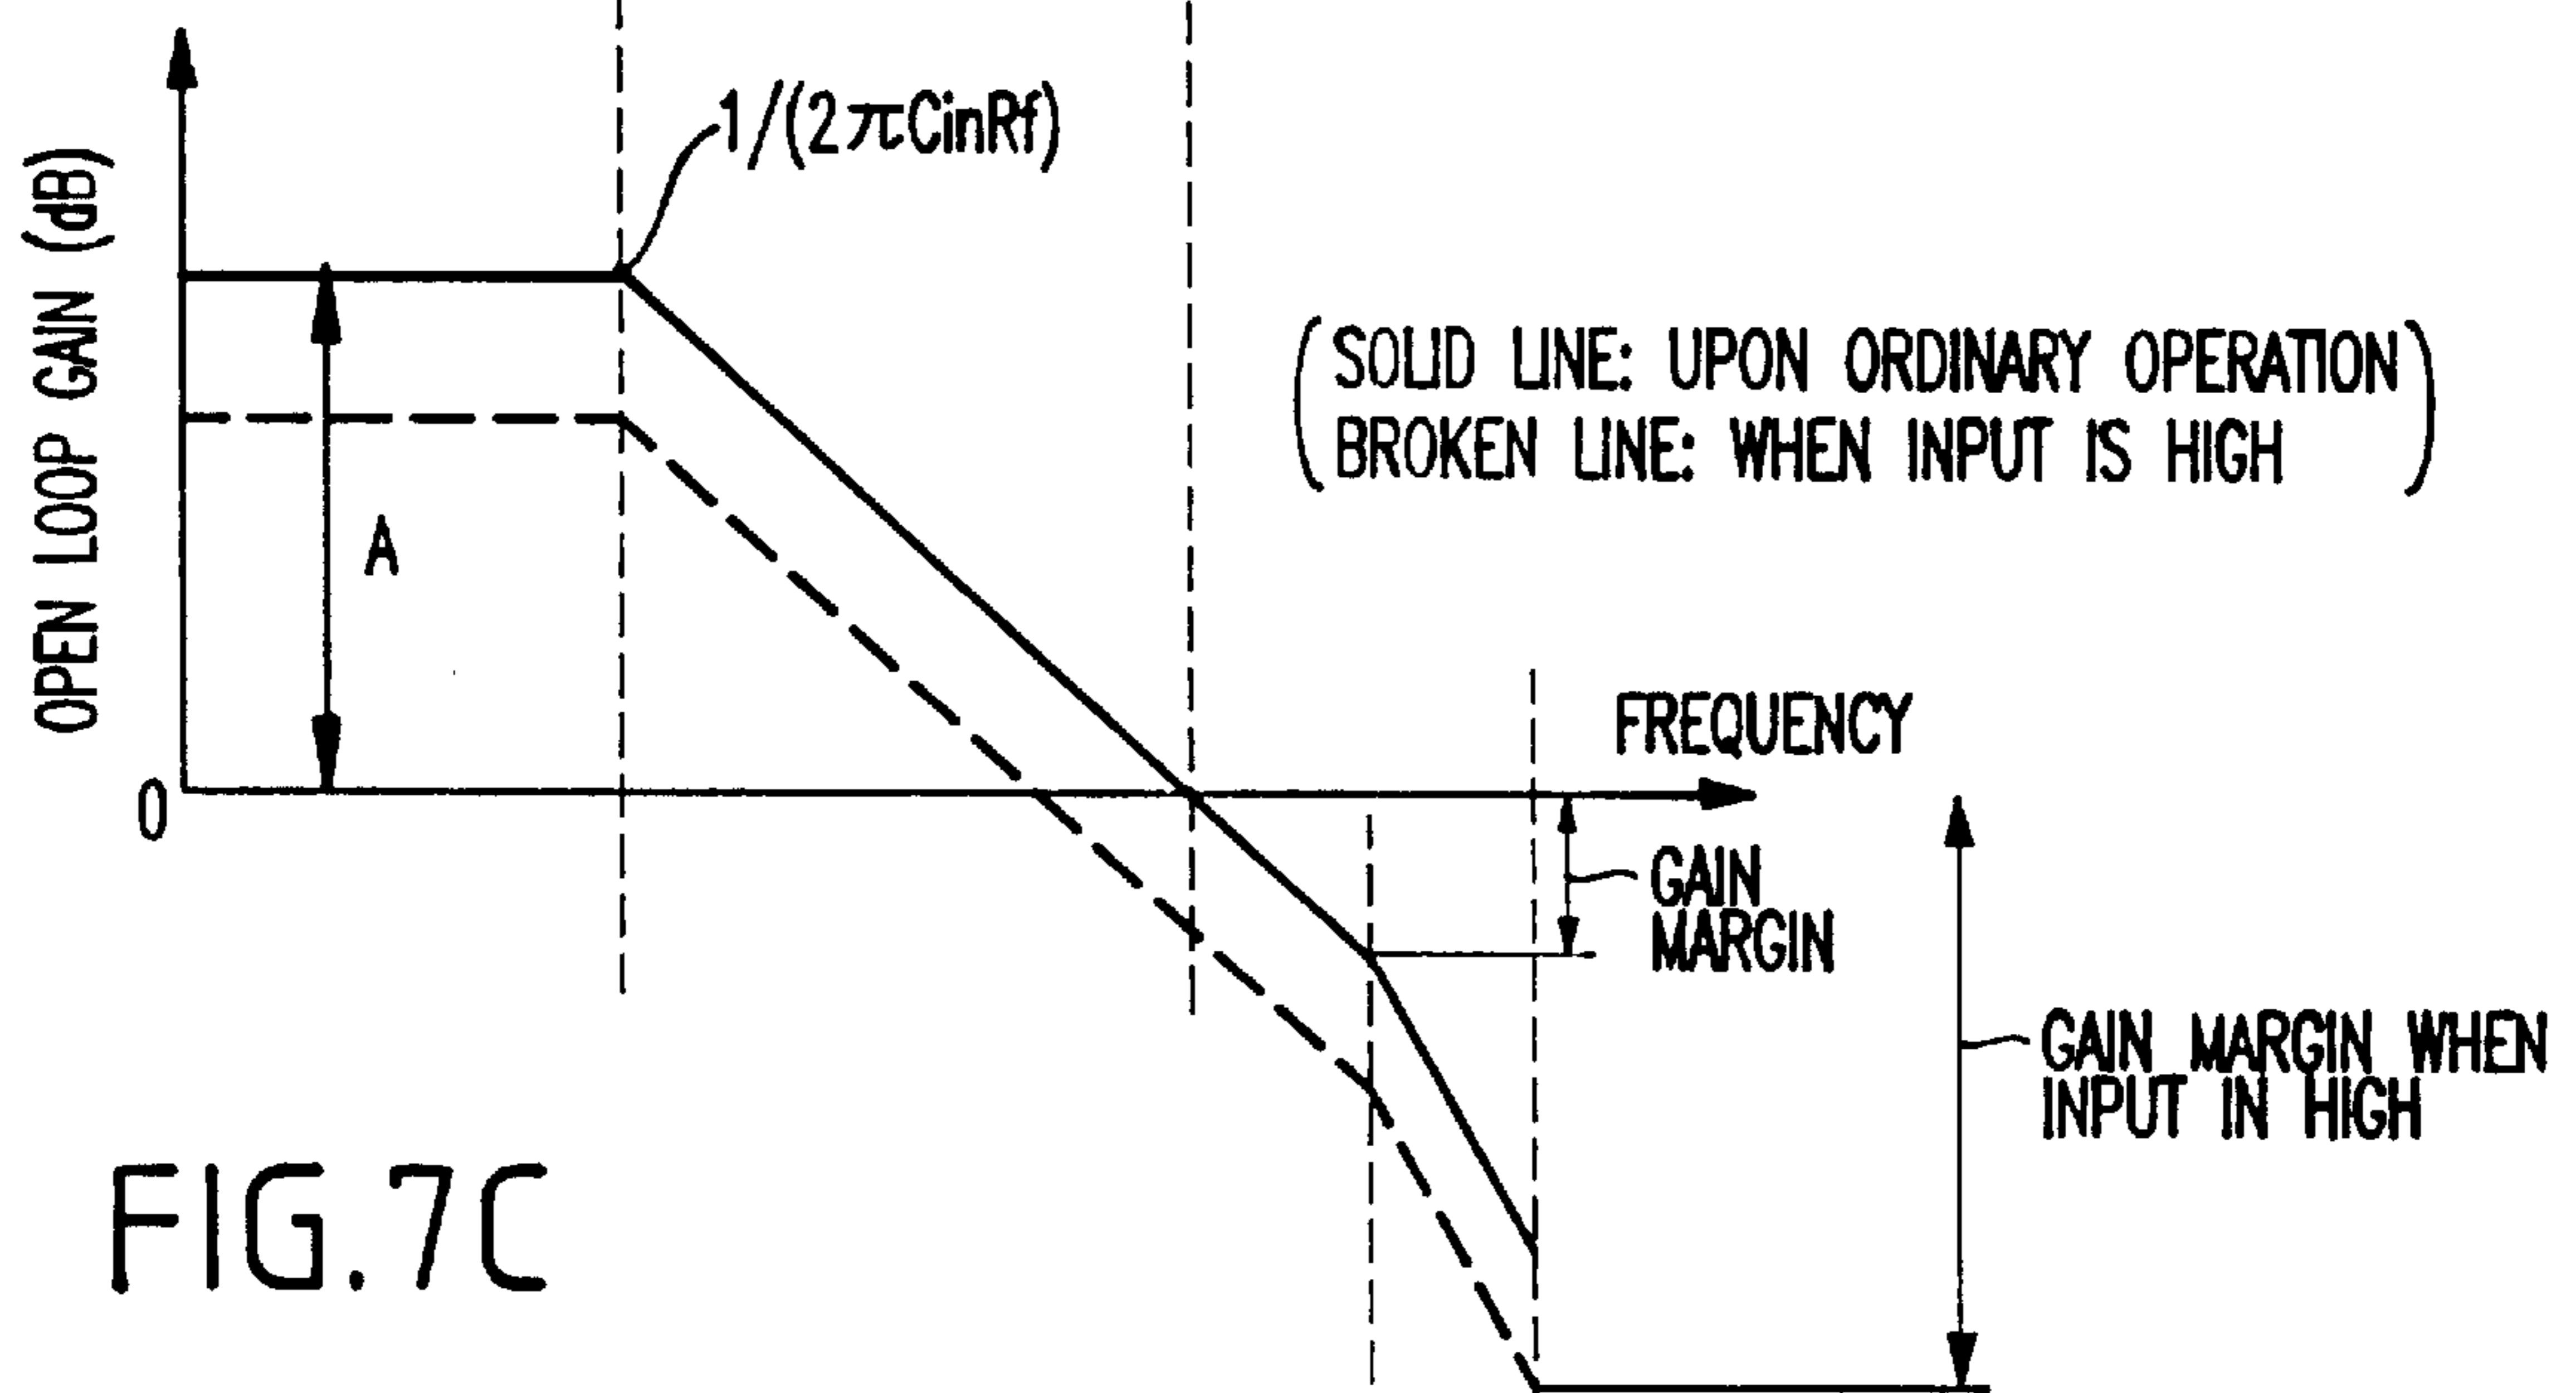 OPEN LOOP GAIN (dB)
1/(2πCinRf)
(SOLID LINE: UPON ORDINARY OPERATION
BROKEN LINE: WHEN INPUT IS HIGH)
A
0
FREQUENCY
GAIN
MARGIN
GAIN MARGIN WHEN
INPUT IN HIGH
FIG.7C